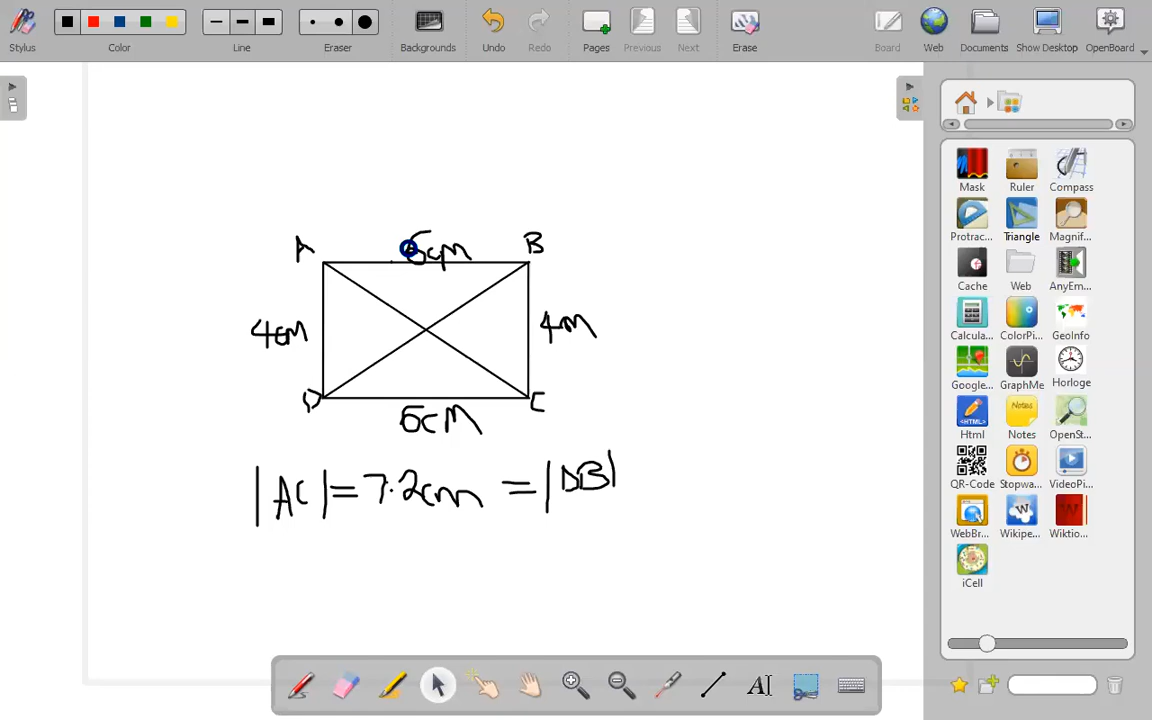 Stylus Color Line Eraser Backgrounds Undo Redo Pages Previous Next Erase Board Web Documents Show Desktop OpenBoard
Mask Ruler Compass
Protrac... Triangle Magnif...
Cache Web AnyEm...
Calcula... ColorPi... GeoInfo
Google... GraphMe Horloge
Html Notes OpenSt...
QR-Code Stopwa... VideoPi...
WebBr... Wikipe... Wiktio...
iCell
A 6cm B
4cm 4m
D C
6cm
|AC| = 7.2cm = |DB|